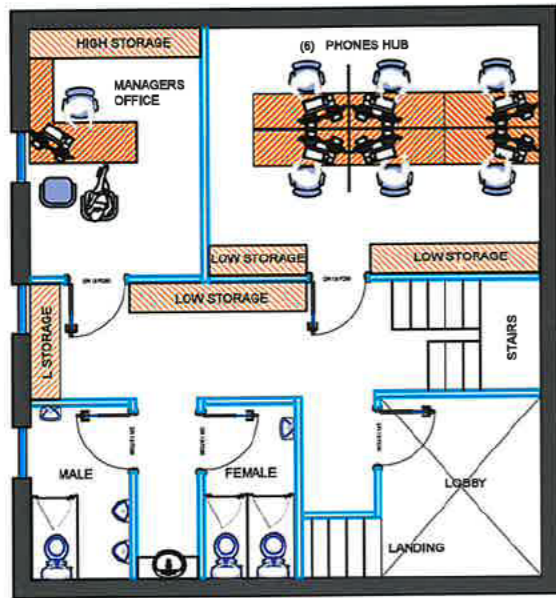 HIGH STORAGE
(6) PHONES HUB
MANAGERS
OFFICE
LOW STORAGE
LOW STORAGE
LOW STORAGE
L STORAGE
STAIRS
MALE
FEMALE
LOBBY
LANDING